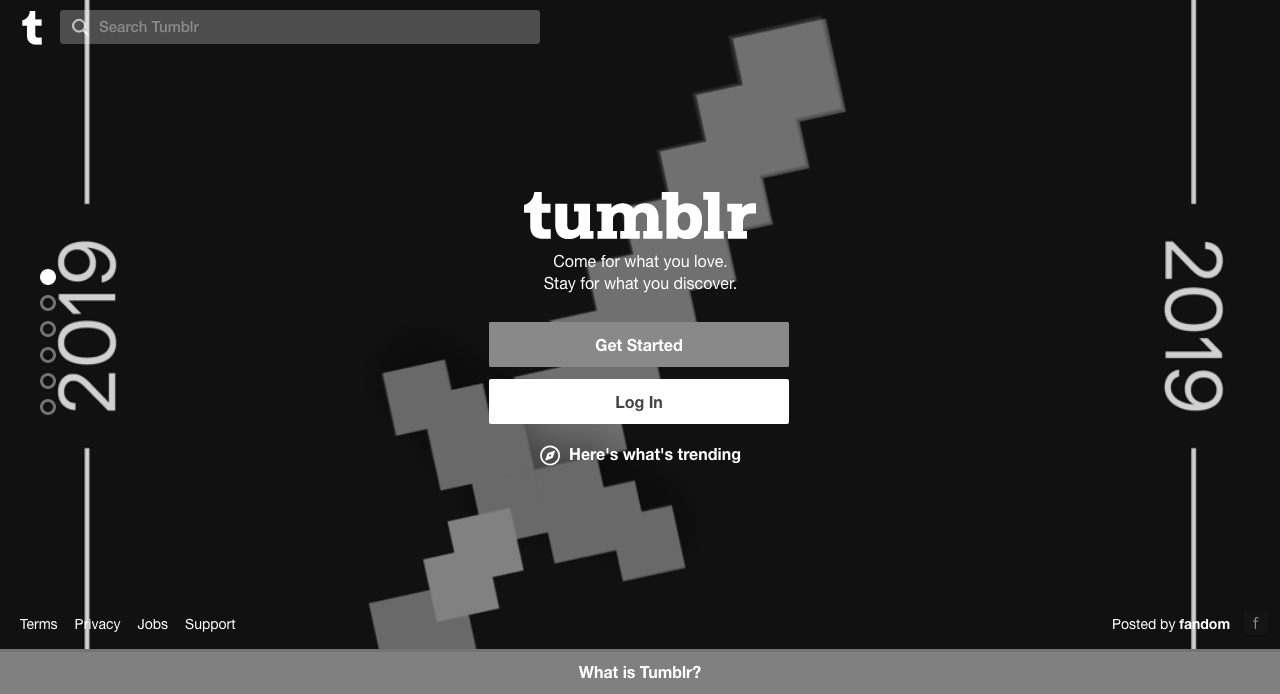 t
Search Tumblr
2019
2019
tumblr
Come for what you love.
Stay for what you discover.
Get Started
Log In
Here's what's trending
Terms Privacy Jobs Support
Posted by fandom
f
What is Tumblr?